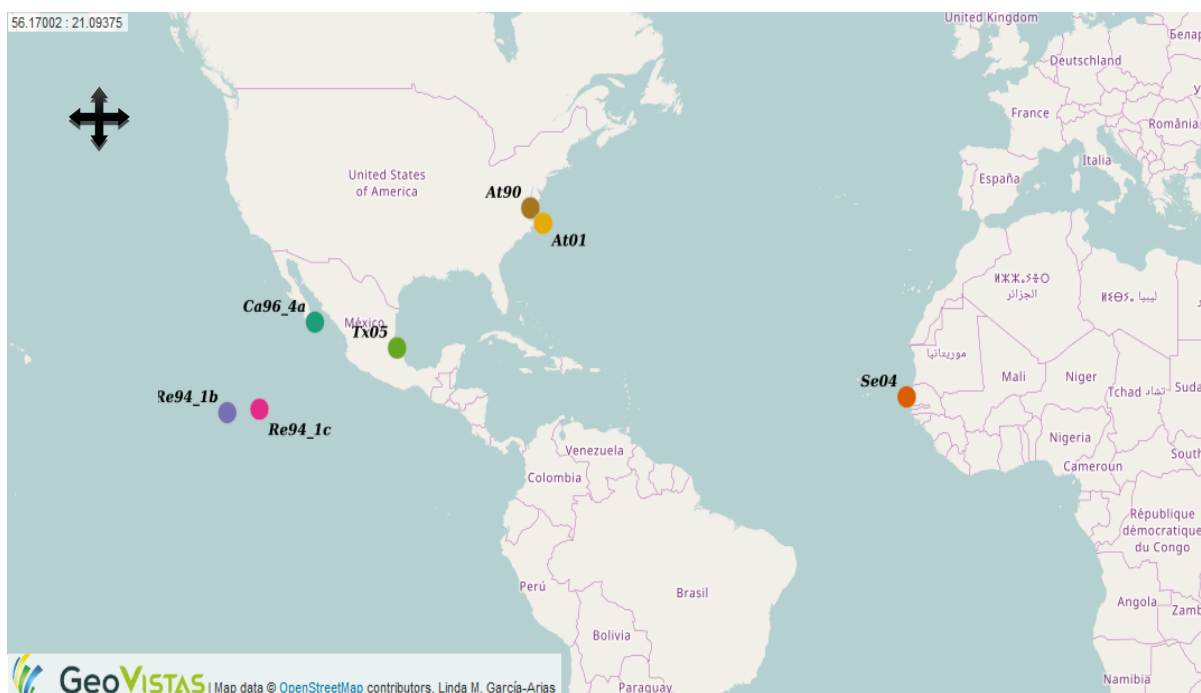 56.17002 : 21.09375
United Kingdom
Белар
Deutschland
France
România
Italia
España
United States
of America
At90
At01
ⵍⵣⵣⴰⵢⴻⵔ
الجزائر
ⵍⵉⴱⵢⴰ ليبيا
Ca96_4a
México
Tx05
موريتانيا
Mali
Niger
Tchad تشاد
Suda
Se04
Re94_1b
Re94_1c
Nigeria
South
Cameroun
Venezuela
Colombia
République
démocratique
du Congo
Perú
Brasil
Angola
Zamb
Bolivia
Namibia
Paraguay
GeoVISTAS | Map data © OpenStreetMap contributors, Linda M. García-Arias